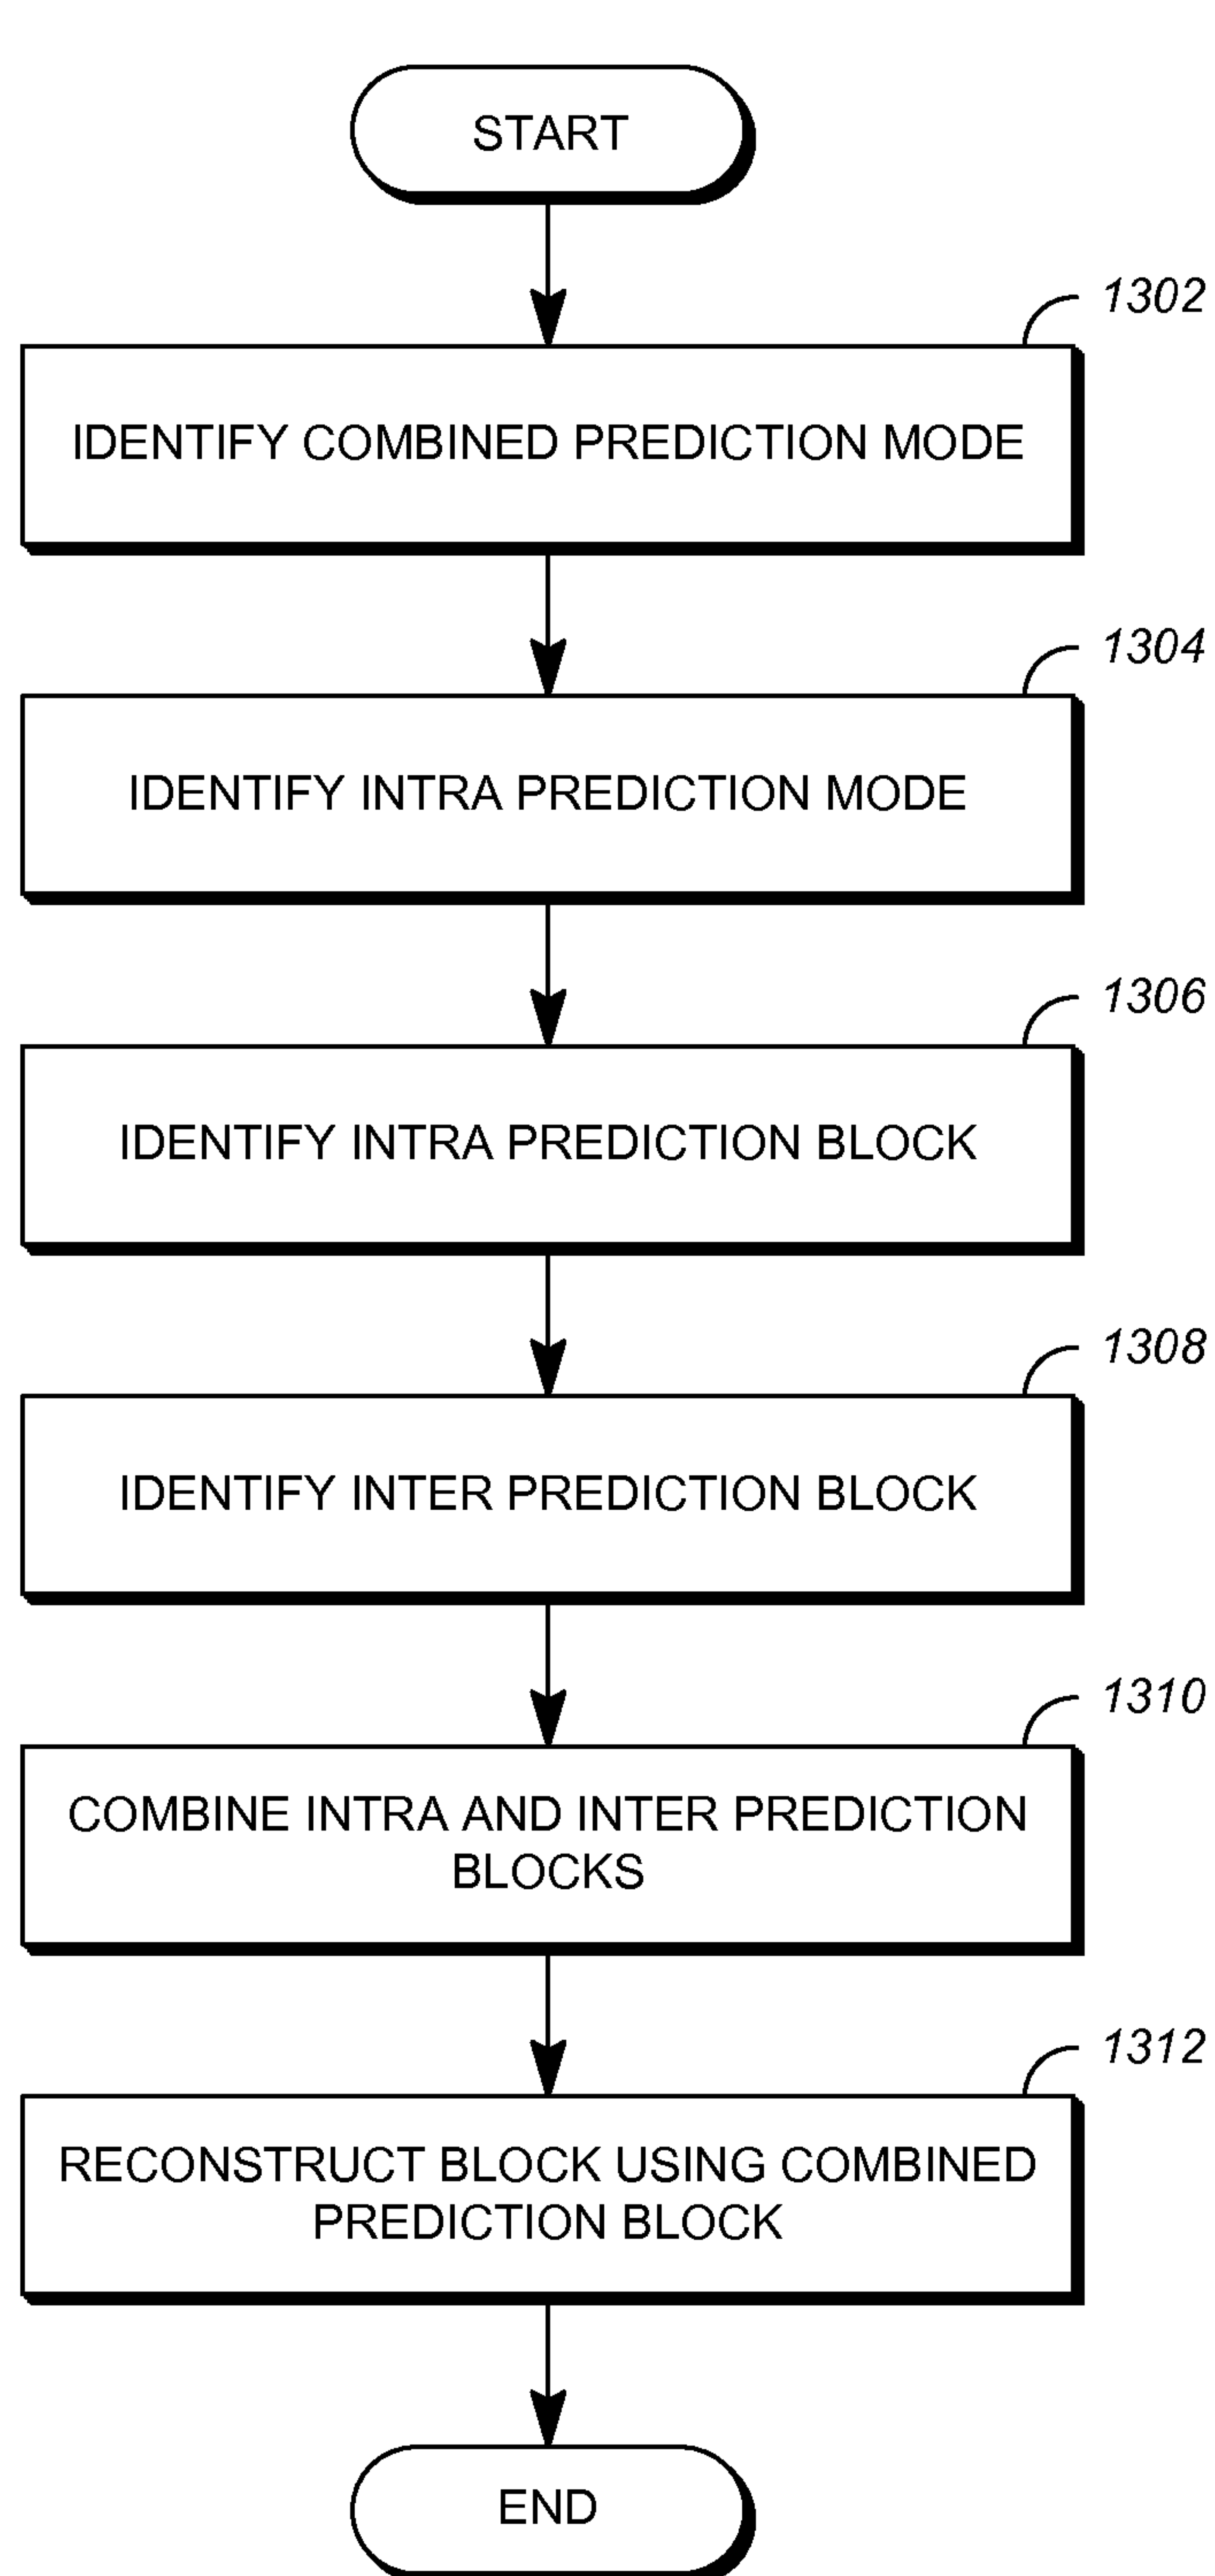 START
1302
IDENTIFY COMBINED PREDICTION MODE
1304
IDENTIFY INTRA PREDICTION MODE
1306
IDENTIFY INTRA PREDICTION BLOCK
1308
IDENTIFY INTER PREDICTION BLOCK
1310
COMBINE INTRA AND INTER PREDICTION
BLOCKS
1312
RECONSTRUCT BLOCK USING COMBINED
PREDICTION BLOCK
END